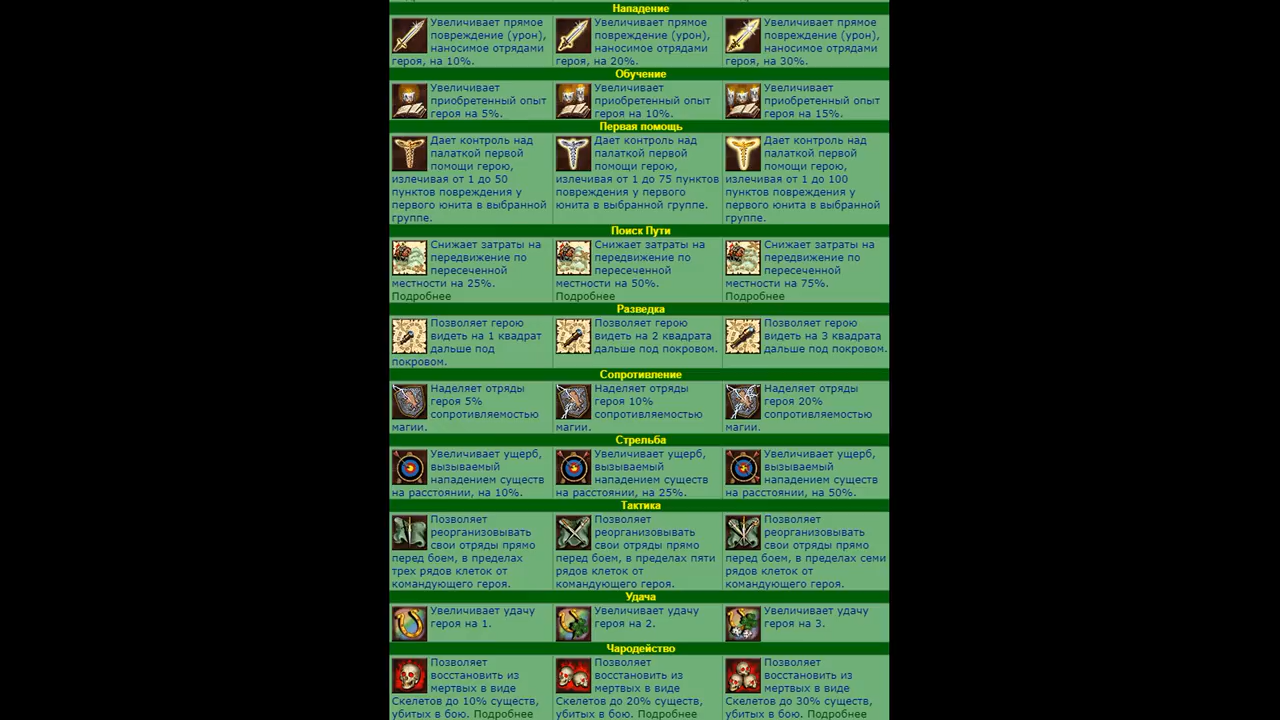 Нападение
Увеличивает прямое
повреждение (урон),
наносимое отрядами
героя, на 10%.
Увеличивает прямое
повреждение (урон),
наносимое отрядами
героя, на 20%.
Увеличивает прямое
повреждение (урон),
наносимое отрядами
героя, на 30%.
Обучение
Увеличивает
приобретенный опыт
героя на 5%.
Увеличивает
приобретенный опыт
героя на 10%.
Увеличивает
приобретенный опыт
героя на 15%.
Первая помощь
Дает контроль над
палаткой первой
помощи герою,
излечивая от 1 до 50
пунктов повреждения у
первого юнита в выбранной
группе.
Дает контроль над
палаткой первой
помощи герою,
излечивая от 1 до 75 пунктов
повреждения у первого
юнита в выбранной группе.
Дает контроль над
палаткой первой
помощи герою,
излечивая от 1 до 100
пунктов повреждения у
первого юнита в выбранной
группе.
Поиск Пути
Снижает затраты на
передвижение по
пересеченной
местности на 25%.
Подробнее
Снижает затраты на
передвижение по
пересеченной
местности на 50%.
Подробнее
Снижает затраты на
передвижение по
пересеченной
местности на 75%.
Подробнее
Разведка
Позволяет герою
видеть на 1 квадрат
дальше под
покровом.
Позволяет герою
видеть на 2 квадрата
дальше под покровом.
Позволяет герою
видеть на 3 квадрата
дальше под покровом.
Сопротивление
Наделяет отряды
героя 5%
сопротивляемостью
магии.
Наделяет отряды
героя 10%
сопротивляемостью
магии.
Наделяет отряды
героя 20%
сопротивляемостью
магии.
Стрельба
Увеличивает ущерб,
вызываемый
нападением существ
на расстоянии, на 10%.
Увеличивает ущерб,
вызываемый
нападением существ
на расстоянии, на 25%.
Увеличивает ущерб,
вызываемый
нападением существ
на расстоянии, на 50%.
Тактика
Позволяет
реорганизовывать
свои отряды прямо
перед боем, в пределах
трех рядов клеток от
командующего героя.
Позволяет
реорганизовывать
свои отряды прямо
перед боем, в пределах пяти
рядов клеток от
командующего героя.
Позволяет
реорганизовывать
свои отряды прямо
перед боем, в пределах семи
рядов клеток от
командующего героя.
Удача
Увеличивает удачу
героя на 1.
Увеличивает удачу
героя на 2.
Увеличивает удачу
героя на 3.
Чародейство
Позволяет
восстановить из
мертвых в виде
Скелетов до 10% существ,
убитых в бою. Подробнее
Позволяет
восстановить из
мертвых в виде
Скелетов до 20% существ,
убитых в бою. Подробнее
Позволяет
восстановить из
мертвых в виде
Скелетов до 30% существ,
убитых в бою. Подробнее